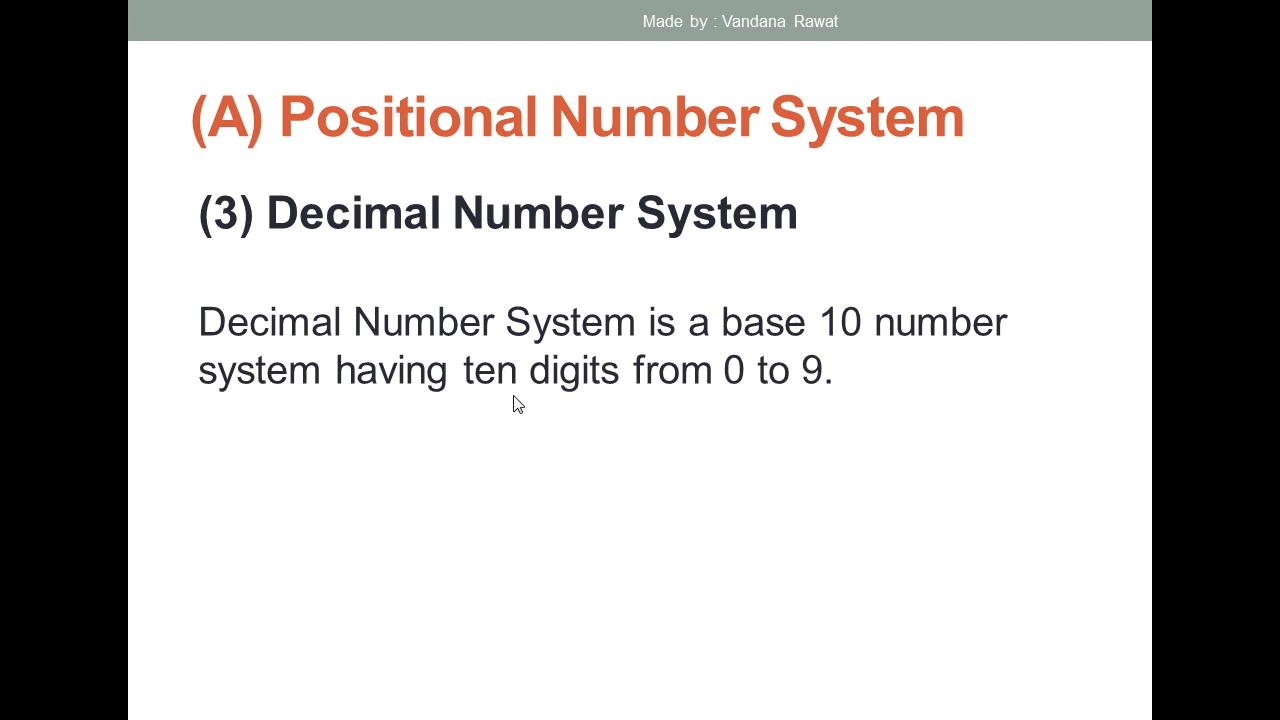 Made by : Vandana Rawat
(A) Positional Number System
(3) Decimal Number System
Decimal Number System is a base 10 number
system having ten digits from 0 to 9.